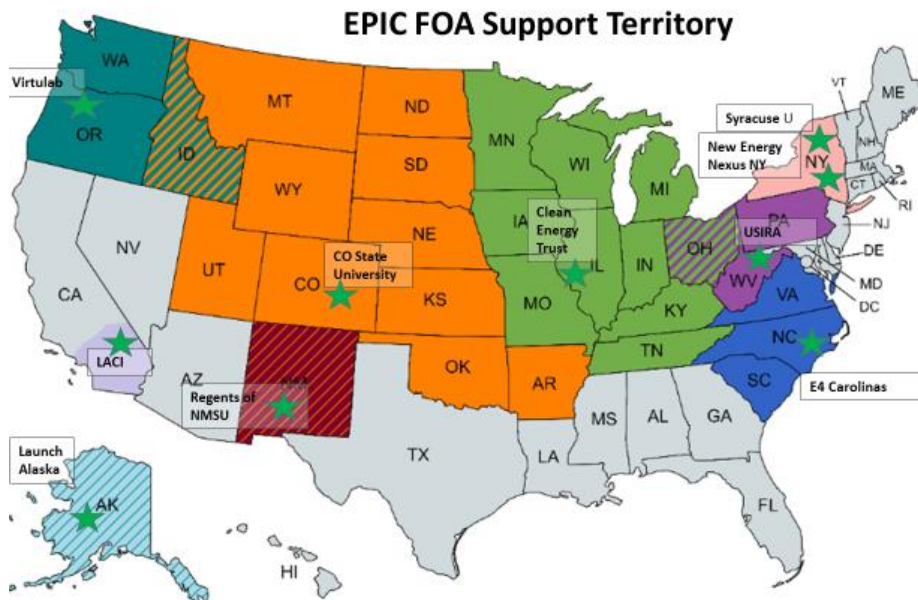 EPIC FOA Support Territory
WA
Virtulab
OR
ID
MT
ND
MN
SD
WY
WI
MI
NE
IA
Clean
Energy
Trust
IL
IN
OH
Syracuse U
New Energy
Nexus NY
NY
VT
ME
NH
MA
CT
RI
NJ
PA
USIRA
DE
MD
DC
WV
VA
NV
UT
CO State
University
CO
KS
MO
KY
CA
LACI
AZ
Regents of
NMSU
OK
AR
TN
NC
SC
E4 Carolinas
MS
AL
GA
TX
LA
FL
Launch
Alaska
AK
HI